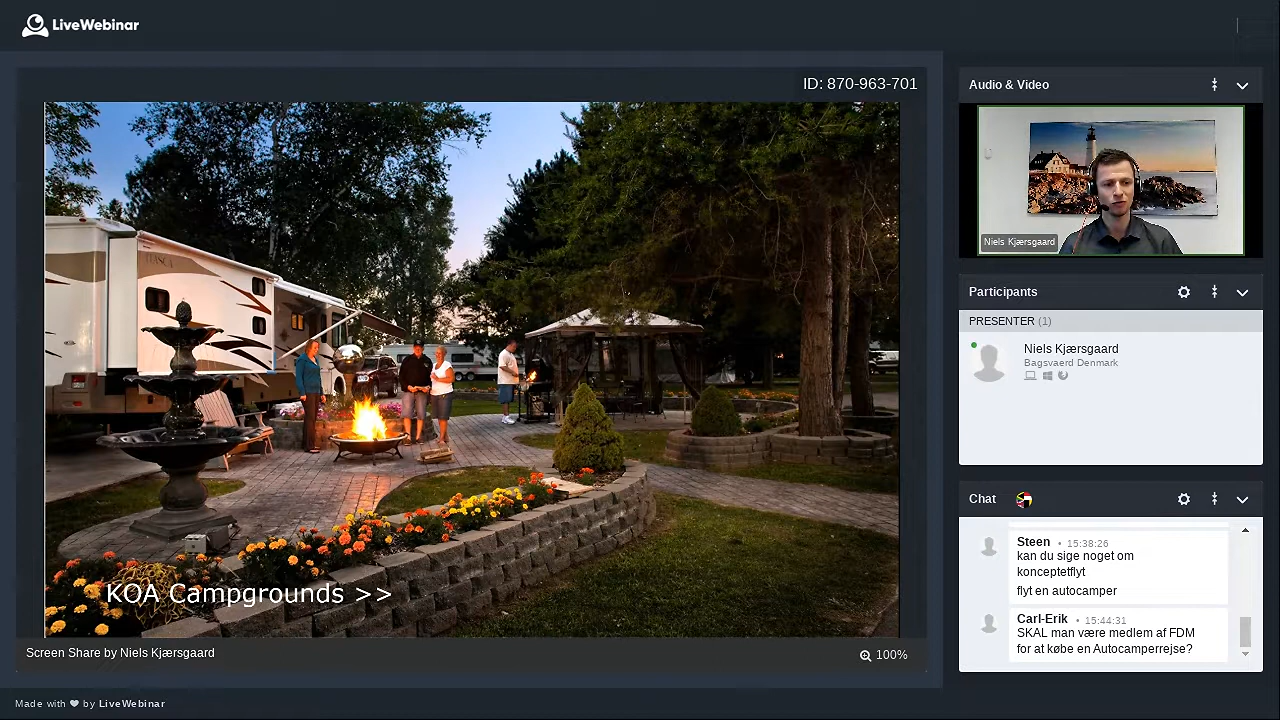 LiveWebinar
ID: 870-963-701
KOA Campgrounds >>
Screen Share by Niels Kjærsgaard
100%
Audio & Video
Niels Kjærsgaard
Participants
PRESENTER (1)
Niels Kjærsgaard
Bagsvaerd Denmark
Chat
Steen • 15:38:26
kan du sige noget om
konceptetflyt
flyt en autocamper
Carl-Erik • 15:44:31
SKAL man være medlem af FDM
for at købe en Autocamperrejse?
Made with by LiveWebinar